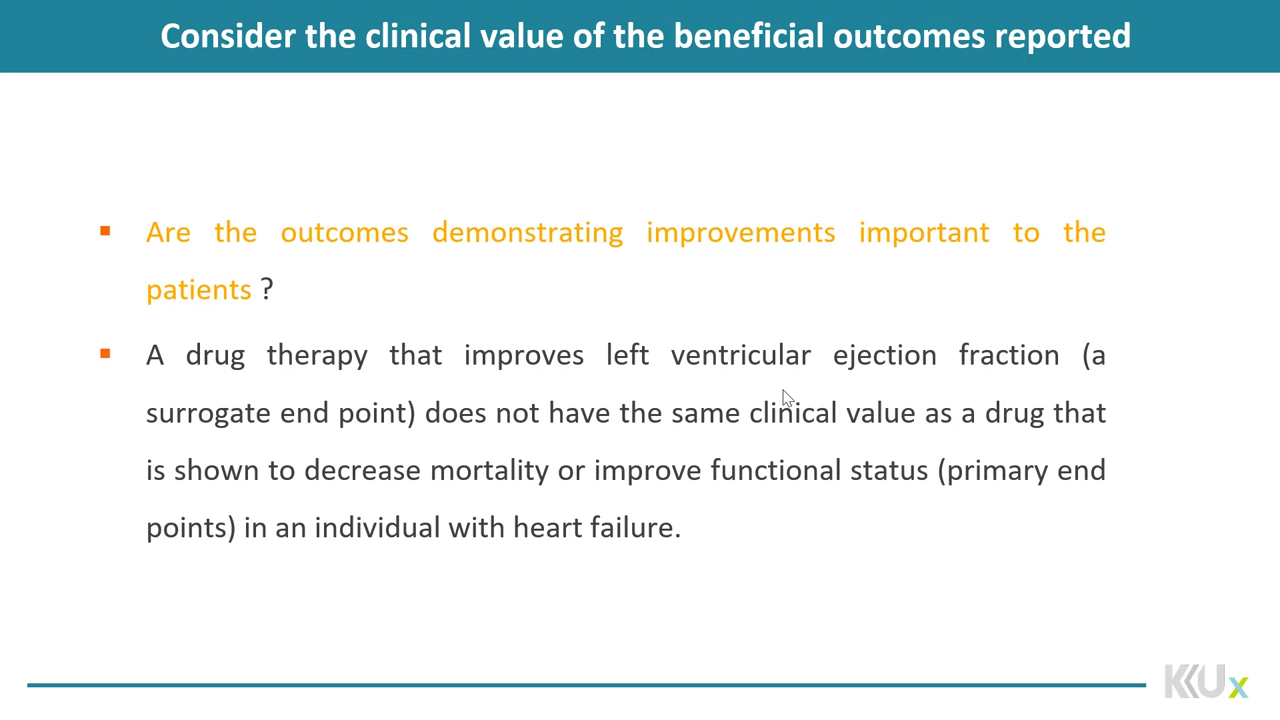 Consider the clinical value of the beneficial outcomes reported
▪ Are the outcomes demonstrating improvements important to the
patients ?
▪ A drug therapy that improves left ventricular ejection fraction (a
surrogate end point) does not have the same clinical value as a drug that
is shown to decrease mortality or improve functional status (primary end
points) in an individual with heart failure.
KKUx